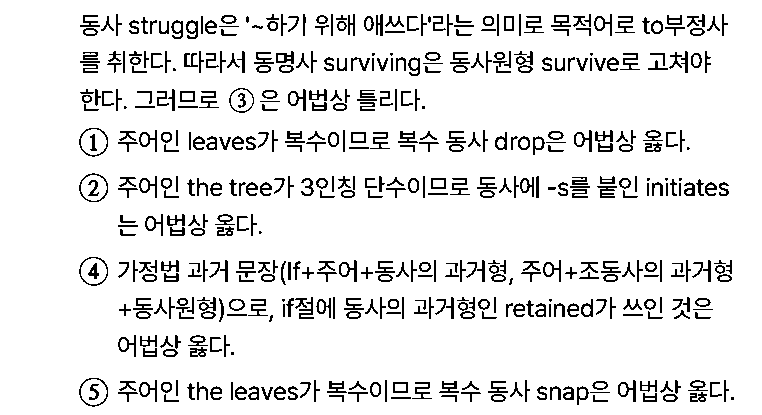 동사 struggle은 '~하기 위해 애쓰다'라는 의미로 목적어로 to부정사
를 취한다. 따라서 동명사 surviving은 동사원형 survive로 고쳐야
한다. 그러므로 ③은 어법상 틀리다.
① 주어인 leaves가 복수이므로 복수 동사 drop은 어법상 옳다.
② 주어인 the tree가 3인칭 단수이므로 동사에 -s를 붙인 initiates
는 어법상 옳다.
④ 가정법 과거 문장(If+주어+동사의 과거형, 주어+조동사의 과거형
+동사원형)으로, if절에 동사의 과거형인 retained가 쓰인 것은
어법상 옳다.
⑤ 주어인 the leaves가 복수이므로 복수 동사 snap은 어법상 옳다.